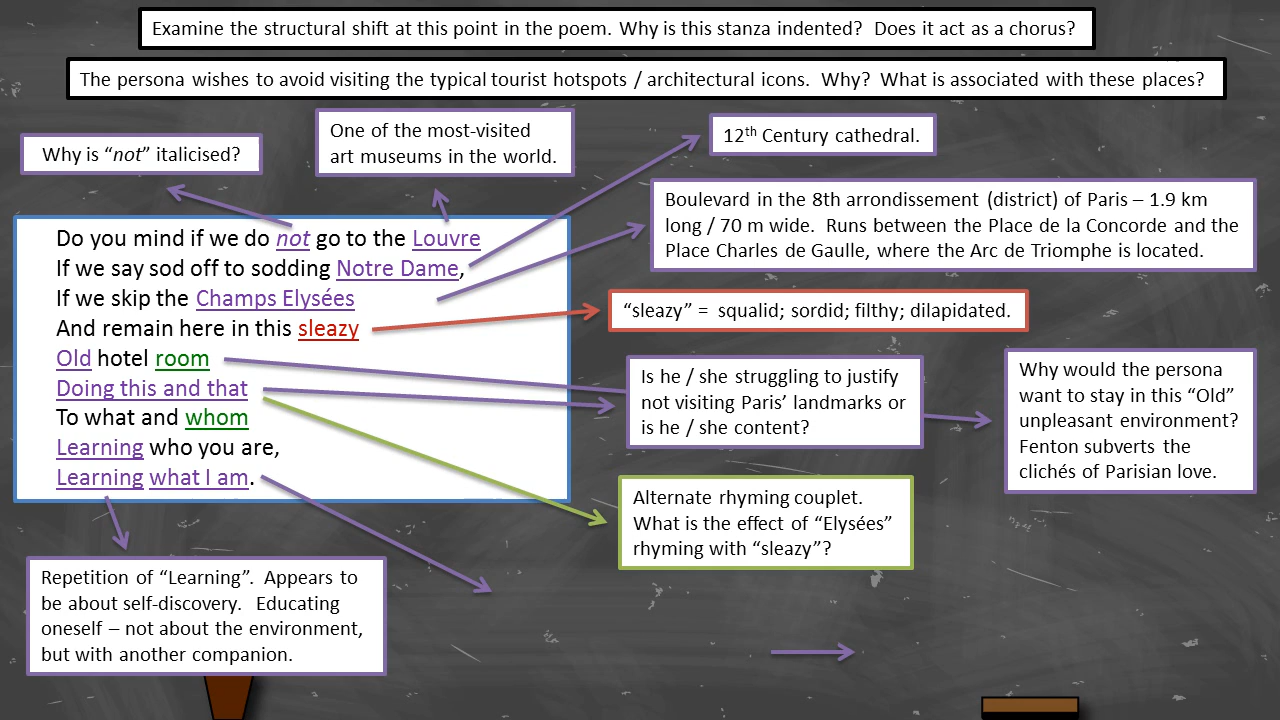 Examine the structural shift at this point in the poem. Why is this stanza indented? Does it act as a chorus?
The persona wishes to avoid visiting the typical tourist hotspots / architectural icons. Why? What is associated with these places?
Why is “not” italicised?
One of the most-visited
art museums in the world.
12th Century cathedral.
Boulevard in the 8th arrondissement (district) of Paris – 1.9 km
long / 70 m wide. Runs between the Place de la Concorde and the
Place Charles de Gaulle, where the Arc de Triomphe is located.
Do you mind if we do not go to the Louvre
If we say sod off to sodding Notre Dame,
If we skip the Champs Elysées
And remain here in this sleazy
Old hotel room
Doing this and that
To what and whom
Learning who you are,
Learning what I am.
“sleazy” = squalid; sordid; filthy; dilapidated.
Is he / she struggling to justify
not visiting Paris’ landmarks or
is he / she content?
Why would the persona
want to stay in this “Old”
unpleasant environment?
Fenton subverts the
clichés of Parisian love.
Alternate rhyming couplet.
What is the effect of “Elysées”
rhyming with “sleazy”?
Repetition of “Learning”. Appears to
be about self-discovery. Educating
oneself – not about the environment,
but with another companion.